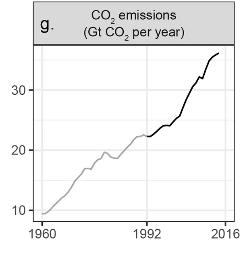 g.
CO₂ emissions
(Gt CO₂ per year)
30
20
10
1960
1992
2016